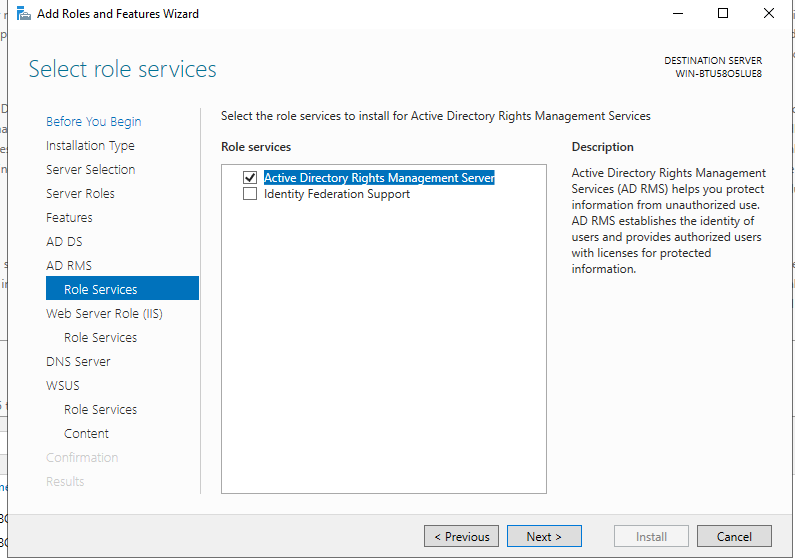 Add Roles and Features Wizard
Select role services
DESTINATION SERVER
WIN-BTU58O5LUE8
Before You Begin
Installation Type
Server Selection
Server Roles
Features
AD DS
AD RMS
Role Services
Web Server Role (IIS)
Role Services
DNS Server
WSUS
Role Services
Content
Confirmation
Results
Select the role services to install for Active Directory Rights Management Services
Role services
Active Directory Rights Management Server
Identity Federation Support
Description
Active Directory Rights Management
Services (AD RMS) helps you protect
information from unauthorized use.
AD RMS establishes the identity of
users and provides authorized users
with licenses for protected
information.
< Previous
Next >
Install
Cancel